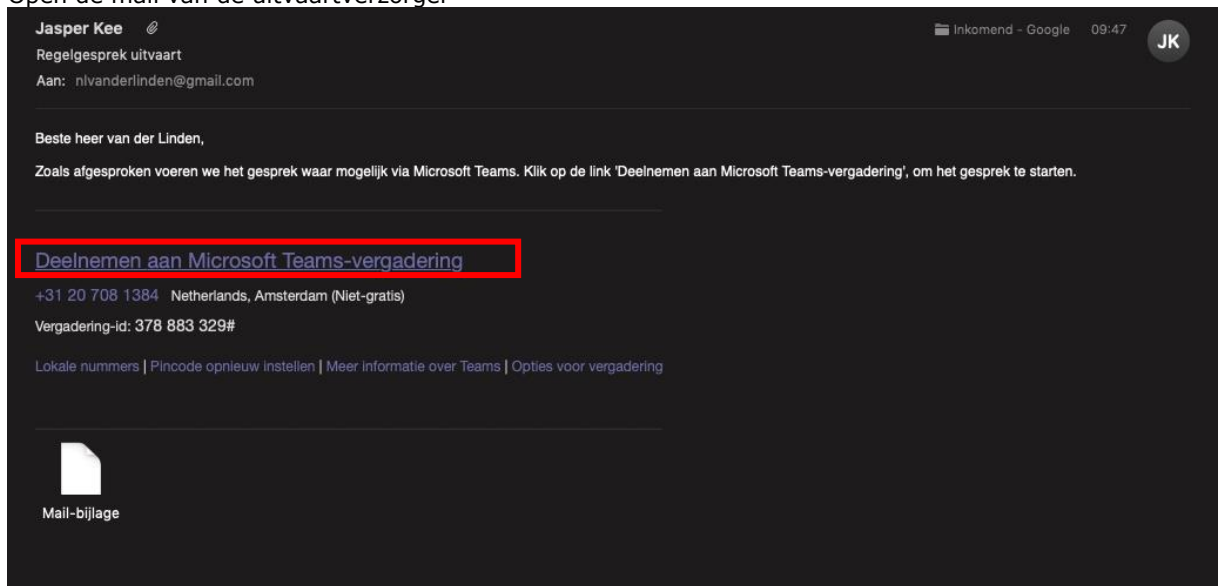 Open de mail van de uitvaartverzorger
Jasper Kee
Inkomend - Google 09:47
JK
Regelgesprek uitvaart
Aan: nlvanderlinden@gmail.com
Beste heer van der Linden,
Zoals afgesproken voeren we het gesprek waar mogelijk via Microsoft Teams. Klik op de link 'Deelnemen aan Microsoft Teams-vergadering', om het gesprek te starten.
Deelnemen aan Microsoft Teams-vergadering
+31 20 708 1384 Netherlands, Amsterdam (Niet-gratis)
Vergadering-id: 378 883 329#
Lokale nummers | Pincode opnieuw instellen | Meer informatie over Teams | Opties voor vergadering
Mail-bijlage